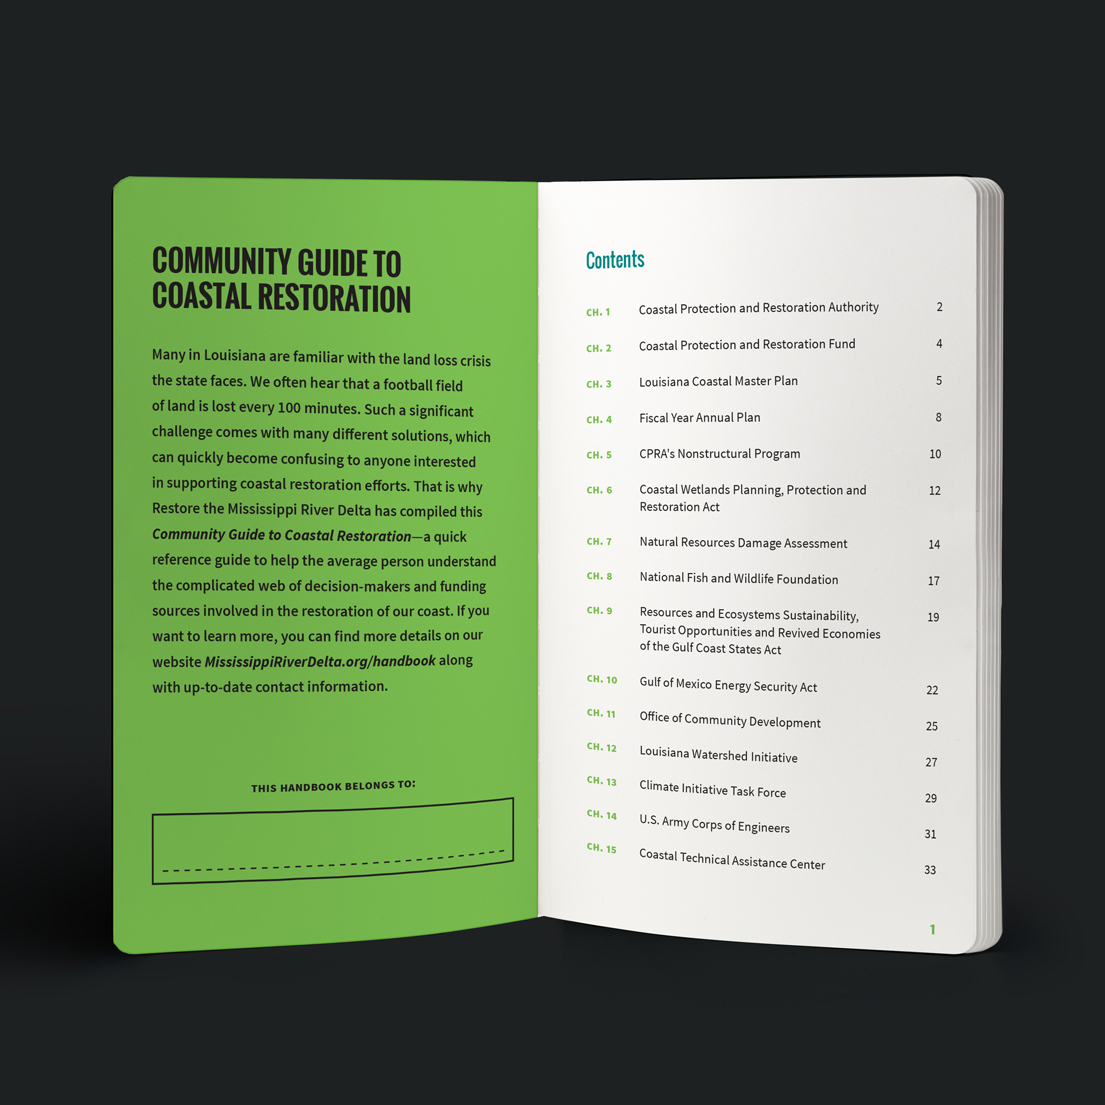 COMMUNITY GUIDE TO
COASTAL RESTORATION
Many in Louisiana are familiar with the land loss crisis
the state faces. We often hear that a football field
of land is lost every 100 minutes. Such a significant
challenge comes with many different solutions, which
can quickly become confusing to anyone interested
in supporting coastal restoration efforts. That is why
Restore the Mississippi River Delta has compiled this
Community Guide to Coastal Restoration—a quick
reference guide to help the average person understand
the complicated web of decision-makers and funding
sources involved in the restoration of our coast. If you
want to learn more, you can find more details on our
website MississippiRiverDelta.org/handbook along
with up-to-date contact information.
THIS HANDBOOK BELONGS TO:
Contents
CH. 1 Coastal Protection and Restoration Authority 2
CH. 2 Coastal Protection and Restoration Fund 4
CH. 3 Louisiana Coastal Master Plan 5
CH. 4 Fiscal Year Annual Plan 8
CH. 5 CPRA's Nonstructural Program 10
CH. 6 Coastal Wetlands Planning, Protection and 12
Restoration Act
CH. 7 Natural Resources Damage Assessment 14
CH. 8 National Fish and Wildlife Foundation 17
CH. 9 Resources and Ecosystems Sustainability, 19
Tourist Opportunities and Revived Economies
of the Gulf Coast States Act
CH. 10 Gulf of Mexico Energy Security Act 22
CH. 11 Office of Community Development 25
CH. 12 Louisiana Watershed Initiative 27
CH. 13 Climate Initiative Task Force 29
CH. 14 U.S. Army Corps of Engineers 31
CH. 15 Coastal Technical Assistance Center 33
1